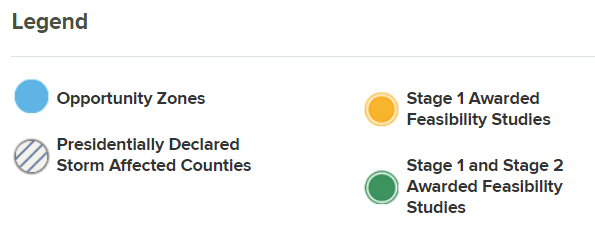 Legend
Opportunity Zones
Presidentially Declared
Storm Affected Counties
Stage 1 Awarded
Feasibility Studies
Stage 1 and Stage 2
Awarded Feasibility
Studies